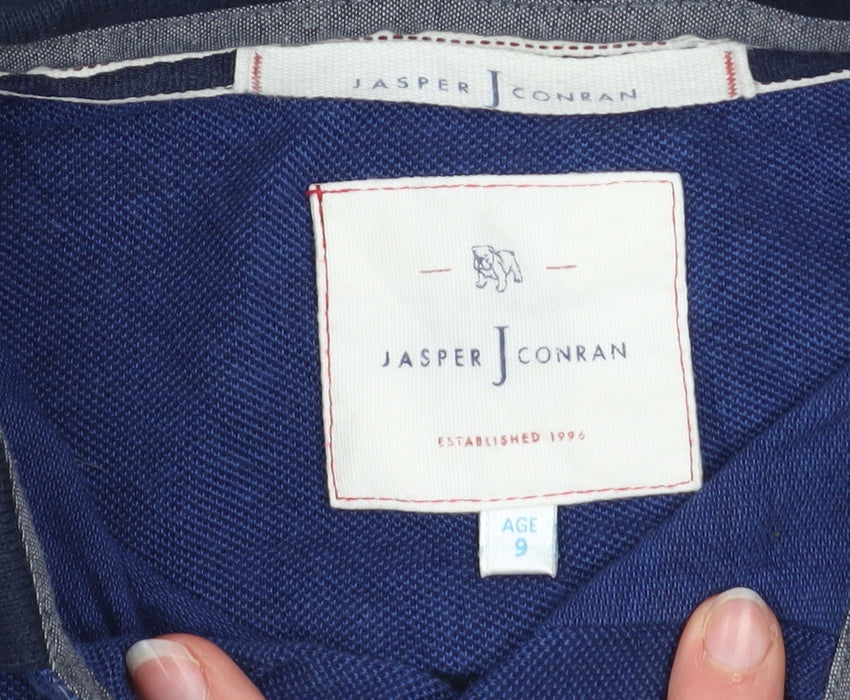 JASPER J CONRAN
JASPER J CONRAN
ESTABLISHED 1996
AGE
9